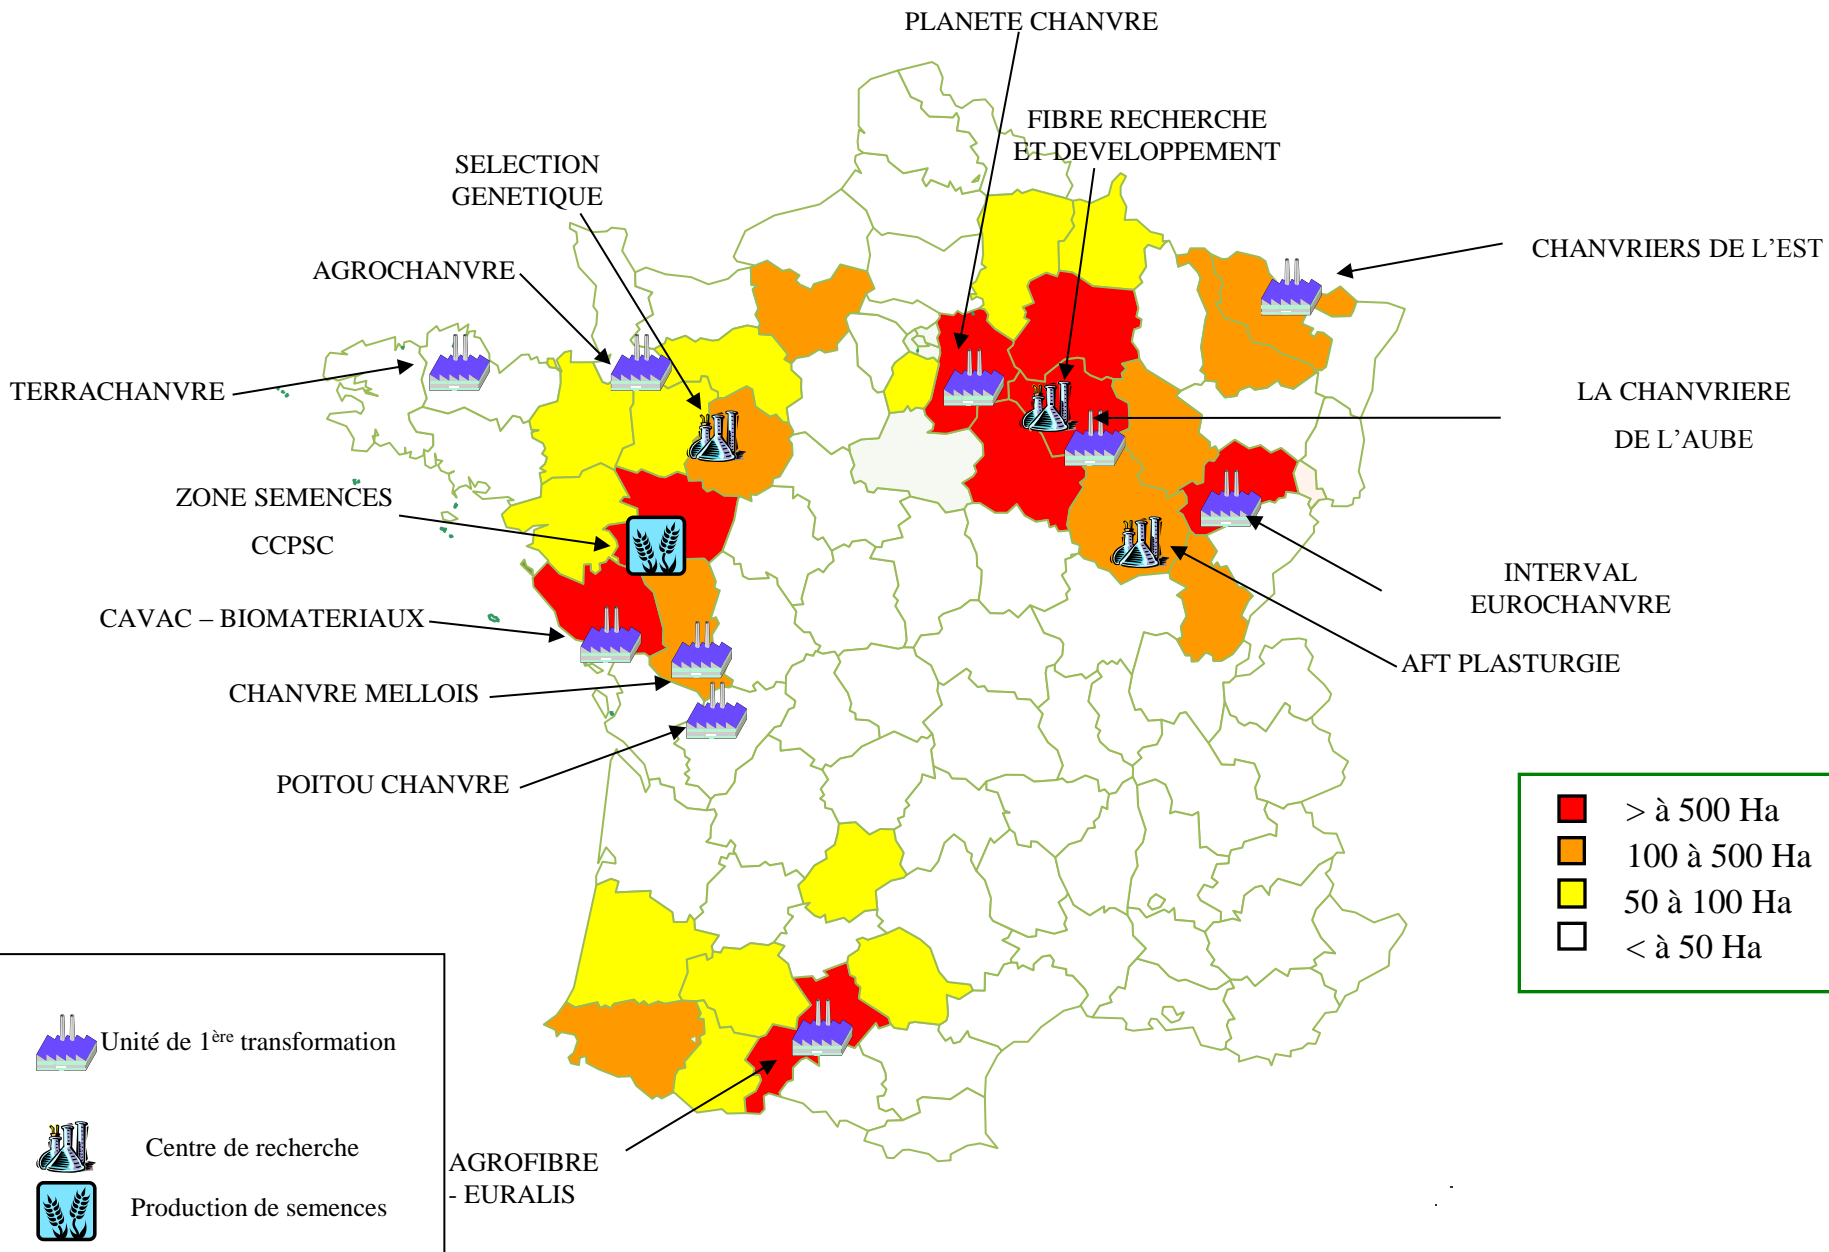 PLANETE CHANVRE
FIBRE RECHERCHE
ET DEVELOPPEMENT
SELECTION
GENETIQUE
CHANVRIERS DE L’EST
AGROCHANVRE
TERRACHANVRE
LA CHANVRIERE
DE L’AUBE
ZONE SEMENCES
CCPSC
INTERVAL
EUROCHANVRE
CAVAC – BIOMATERIAUX
AFT PLASTURGIE
CHANVRE MELLOIS
POITOU CHANVRE
> à 500 Ha
100 à 500 Ha
50 à 100 Ha
< à 50 Ha
Unité de 1ère transformation
Centre de recherche
Production de semences
AGROFIBRE
- EURALIS